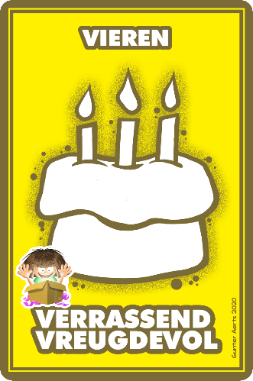 VIEREN
VERRASSEND
VREUGDEVOL
Gunter Aerts 2020